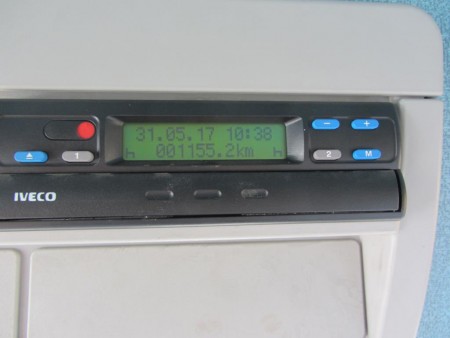 31.05.17 10:38
h 001155.2km h
− +
1 2 M
IVECO